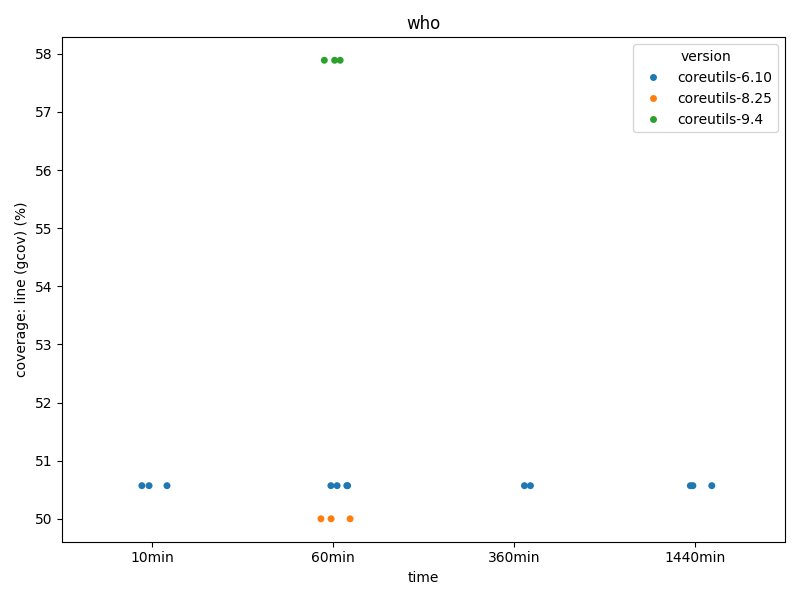 who
version
coreutils-6.10
coreutils-8.25
coreutils-9.4
coverage: line (gcov) (%)
58
57
56
55
54
53
52
51
50
10min
60min
360min
1440min
time